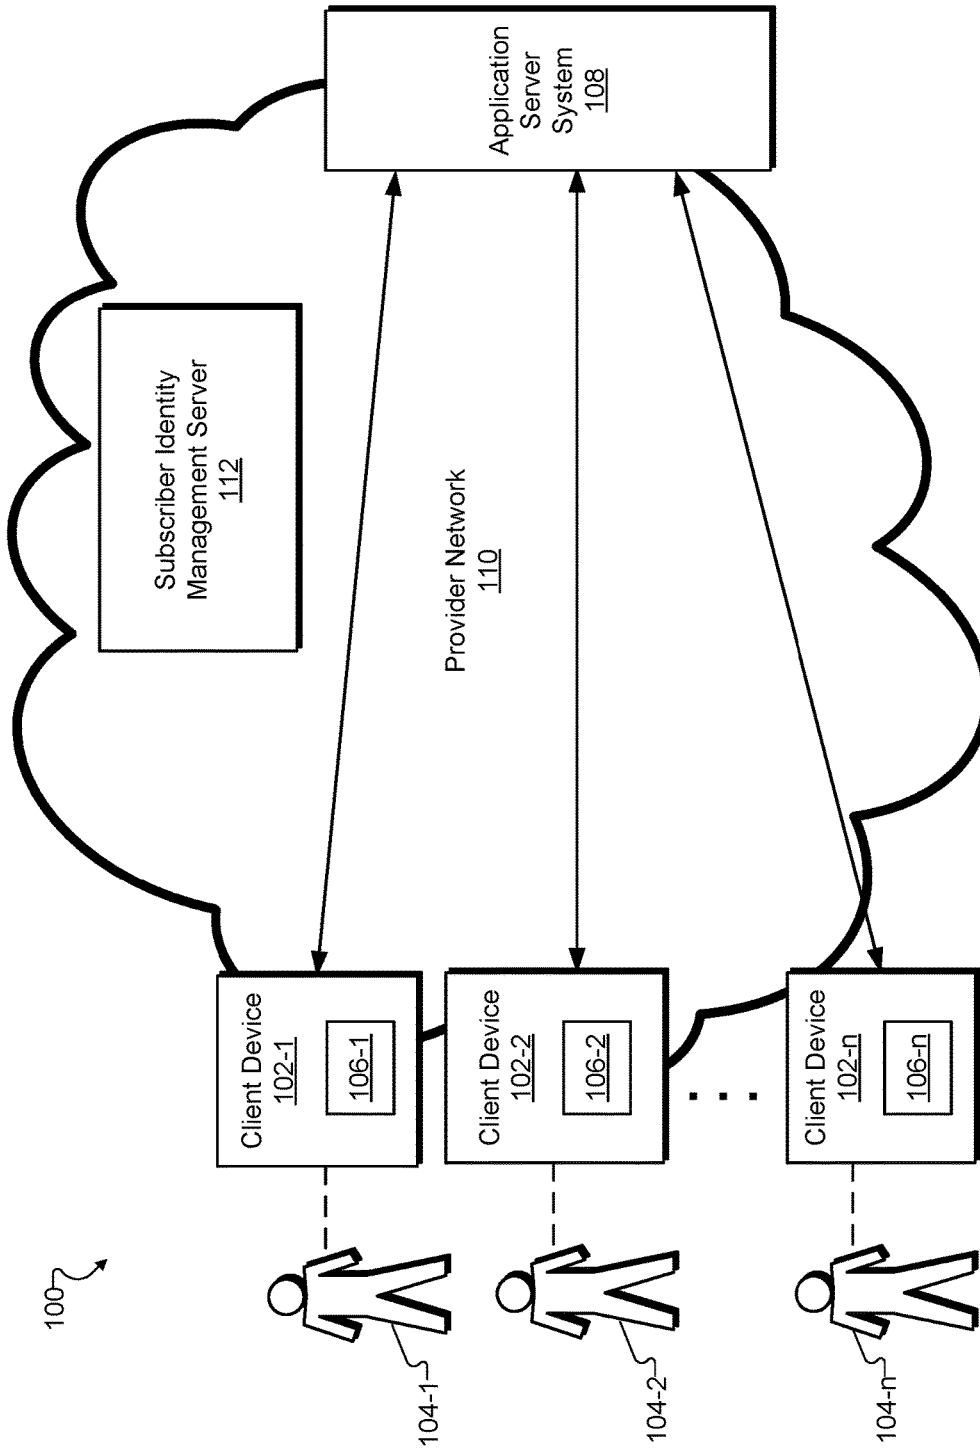 100
Application
Server
System
108
Subscriber Identity
Management Server
112
Provider Network
110
Client Device
102-1
106-1
Client Device
102-2
106-2
. . .
Client Device
102-n
106-n
104-1
104-2
104-n